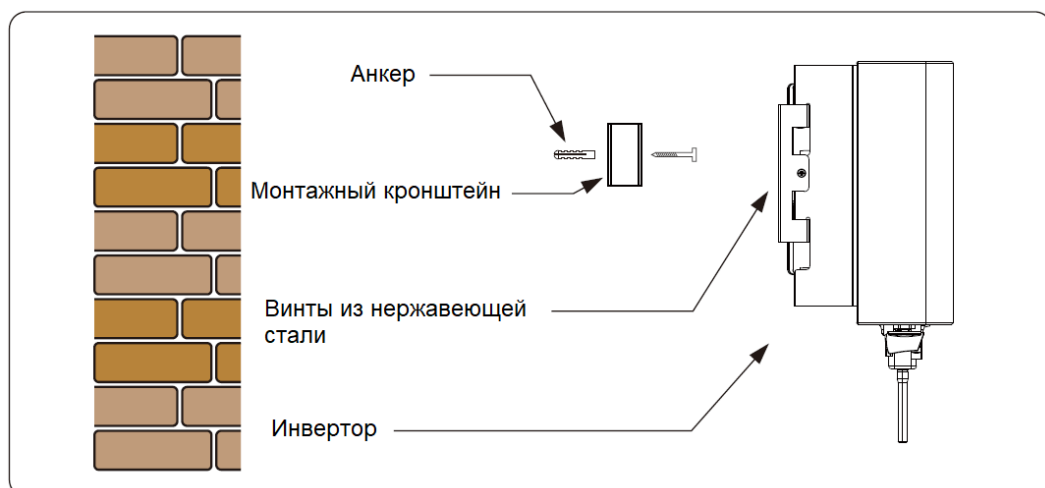 Анкер
Монтажный кронштейн
Винты из нержавеющей
стали
Инвертор